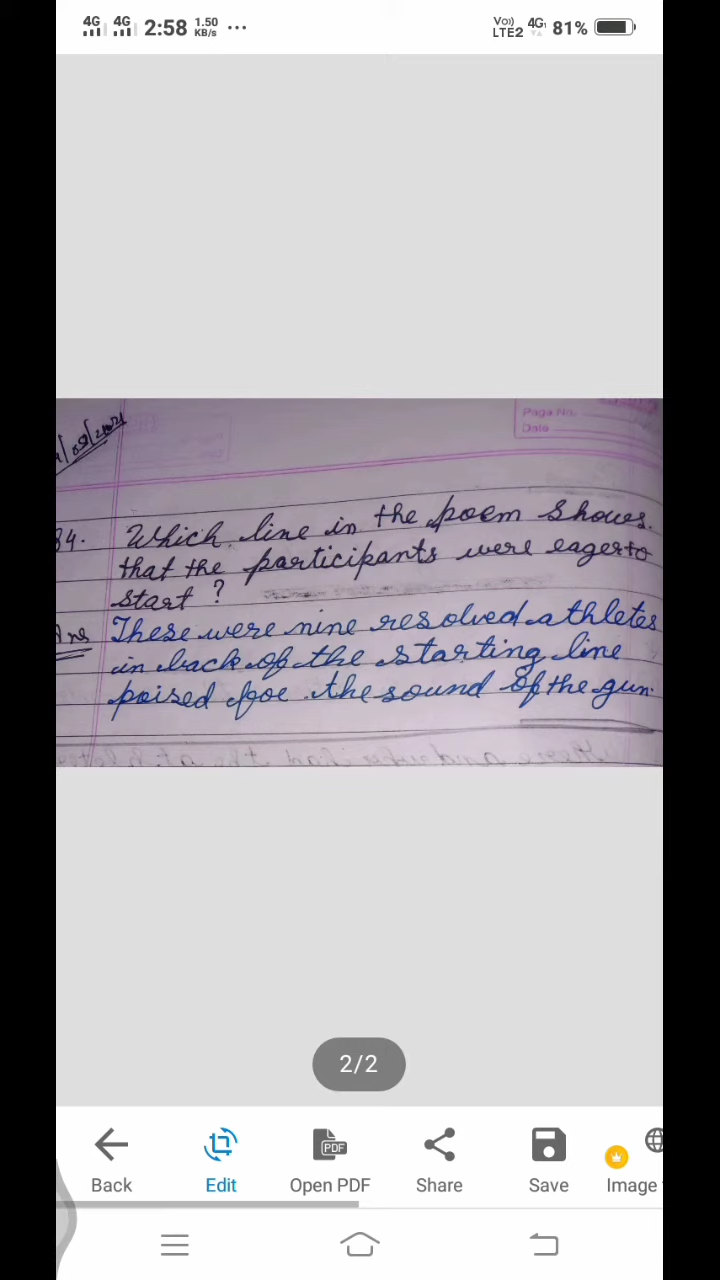 4G 4G 2:58 1.50 KB/s ... Vo) LTE2 4G 81%
Page No.
Date
Which line in the poem shows.
that the participants were eager to
start ?
Ans These were nine resolved athletes
in back of the starting line
poised foe the sound of the gun.
2/2
Back Edit Open PDF Share Save Image
PDF